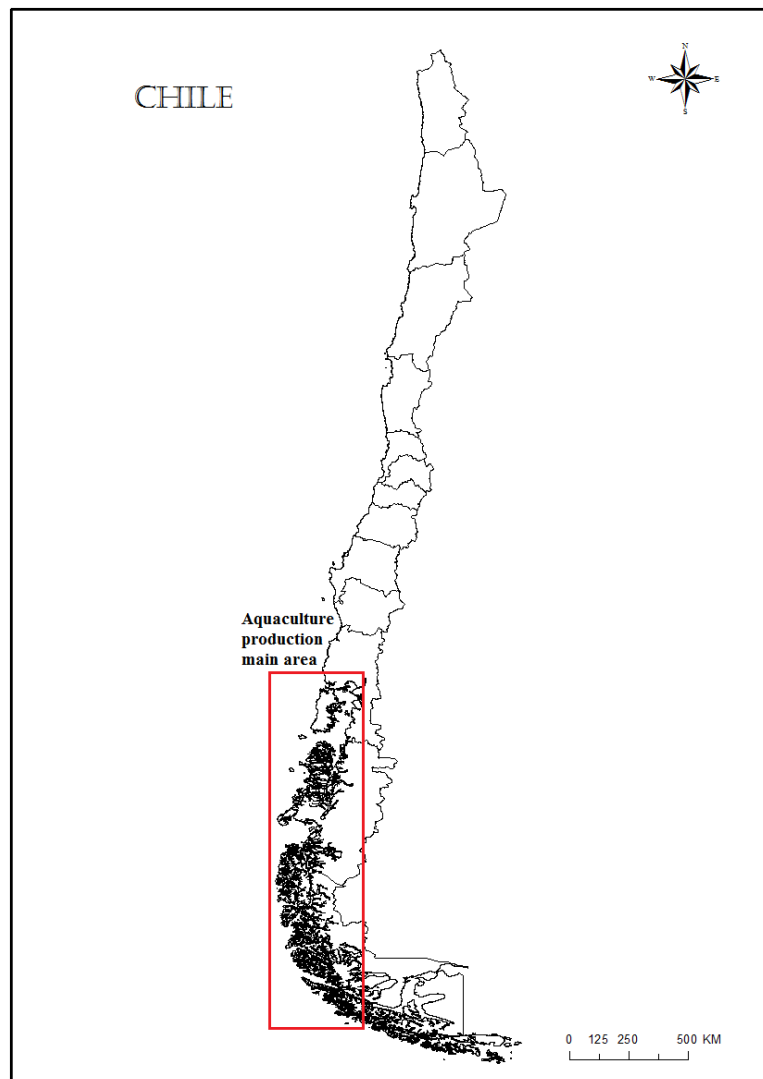 CHILE
N
W E
S
Aquaculture
production
main area
0 125 250 500 KM